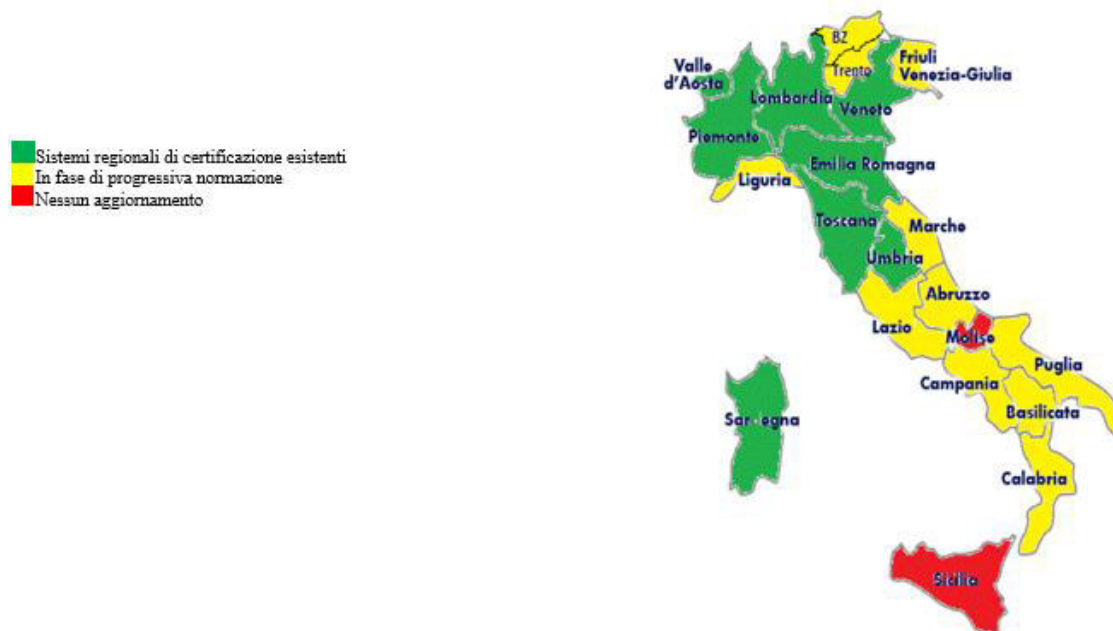 Sistemi regionali di certificazione esistenti
In fase di progressiva normazione
Nessun aggiornamento
BZ
Trento
Friuli
Venezia-Giulia
Valle
d'Aosta
Lombardia
Veneto
Piemonte
Emilia Romagna
Liguria
Toscana
Marche
Umbria
Abruzzo
Lazio
Molise
Puglia
Campania
Basilicata
Sardegna
Calabria
Sicilia